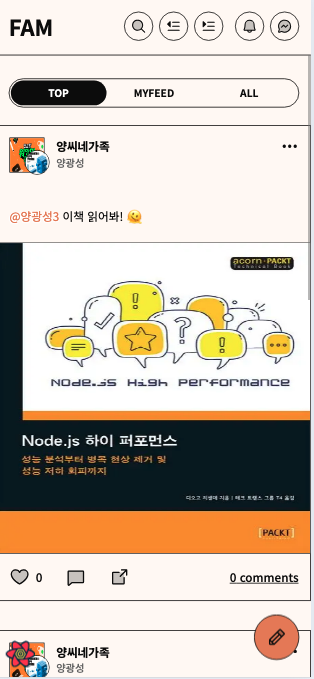 FAM
TOP
MYFEED
ALL
양씨네가족
양광성
@양광성3 이책 읽어봐!
acorn·PACKT
Technical Book
Node.js High Performance
Node.js 하이 퍼포먼스
성능 분석부터 병목 현상 제거 및
성능 저하 회피까지
디오고 리젠데 지음 | 테크 트랜스 그룹 T4 옮김
[PACKT]
0
0 comments
양씨네가족
양광성